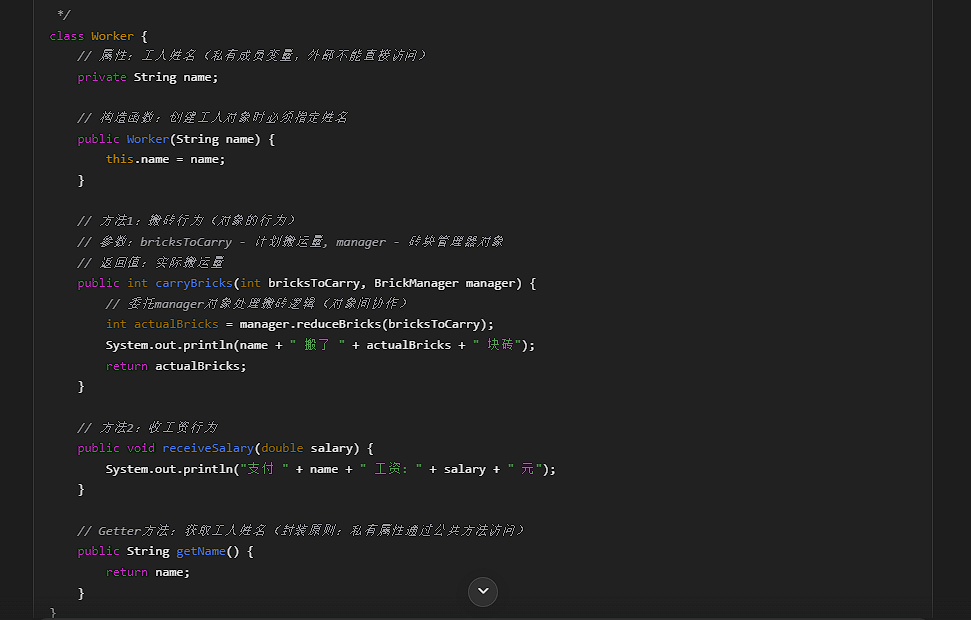 */
class Worker {
// 属性：工人姓名（私有成员变量，外部不能直接访问）
private String name;
// 构造函数：创建工人对象时必须指定姓名
public Worker(String name) {
this.name = name;
}
// 方法1：搬砖行为（对象的行为）
// 参数：bricksToCarry - 计划搬运量, manager - 砖块管理器对象
// 返回值：实际搬运量
public int carryBricks(int bricksToCarry, BrickManager manager) {
// 委托manager对象处理搬砖逻辑（对象间协作）
int actualBricks = manager.reduceBricks(bricksToCarry);
System.out.println(name + " 搬了 " + actualBricks + " 块砖");
return actualBricks;
}
// 方法2：收工资行为
public void receiveSalary(double salary) {
System.out.println("支付 " + name + " 工资: " + salary + " 元");
}
// Getter方法：获取工人姓名（封装原则：私有属性通过公共方法访问）
public String getName() {
return name;
}
}